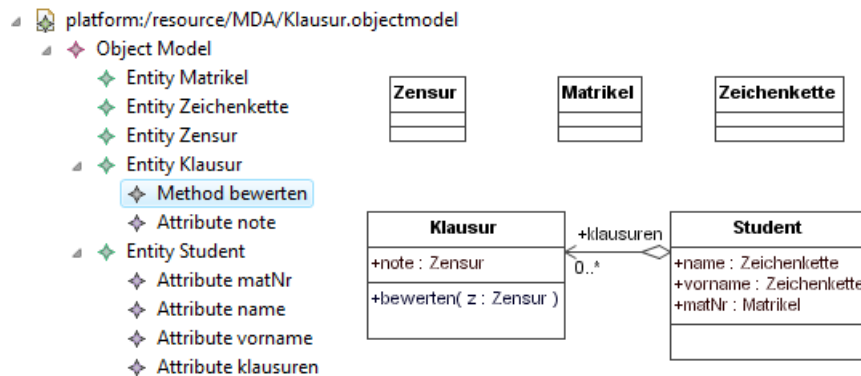 platform:/resource/MDA/Klausur.objectmodel
Object Model
Entity Matrikel
Entity Zeichenkette
Entity Zensur
Entity Klausur
Method bewerten
Attribute note
Entity Student
Attribute matNr
Attribute name
Attribute vorname
Attribute klausuren
Zensur
Matrikel
Zeichenkette
Klausur
+note : Zensur
+bewerten( z : Zensur )
+klausuren
0..*
Student
+name : Zeichenkette
+vorname : Zeichenkette
+matNr : Matrikel